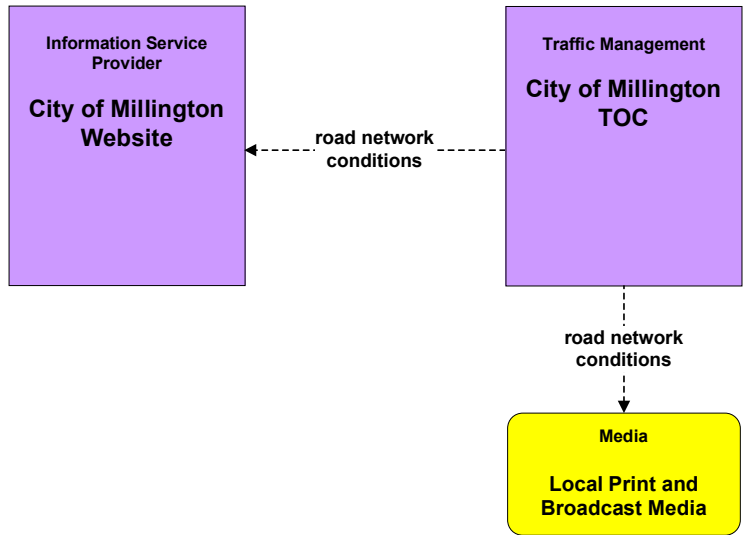 Information Service
Provider
City of Millington
Website
Traffic Management
City of Millington
TOC
road network
conditions
road network
conditions
Media
Local Print and
Broadcast Media